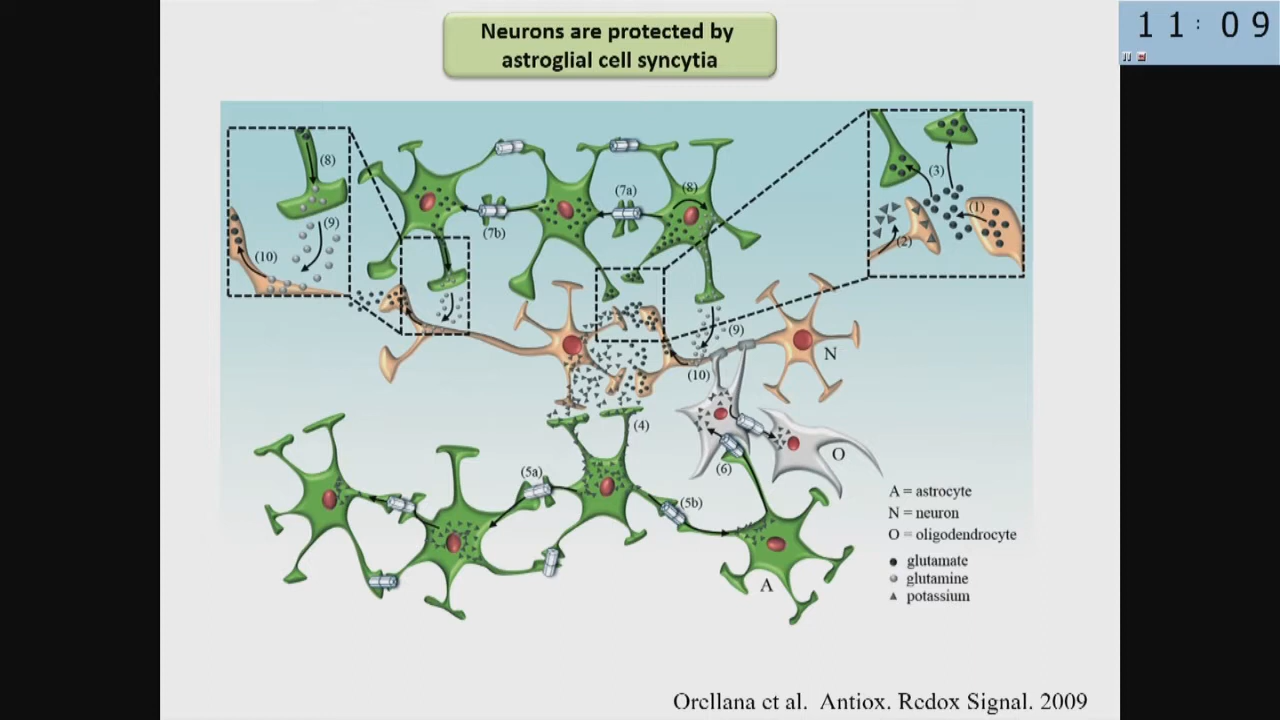 Neurons are protected by
astroglial cell syncytia
11:09
(8)
(9)
(10)
(7a)
(8)
(7b)
(3)
(1)
(2)
(9)
N
(10)
(4)
(6)
O
(5a)
(5b)
A
A = astrocyte
N = neuron
O = oligodendrocyte
glutamate
glutamine
potassium
Orellana et al. Antiox. Redox Signal. 2009